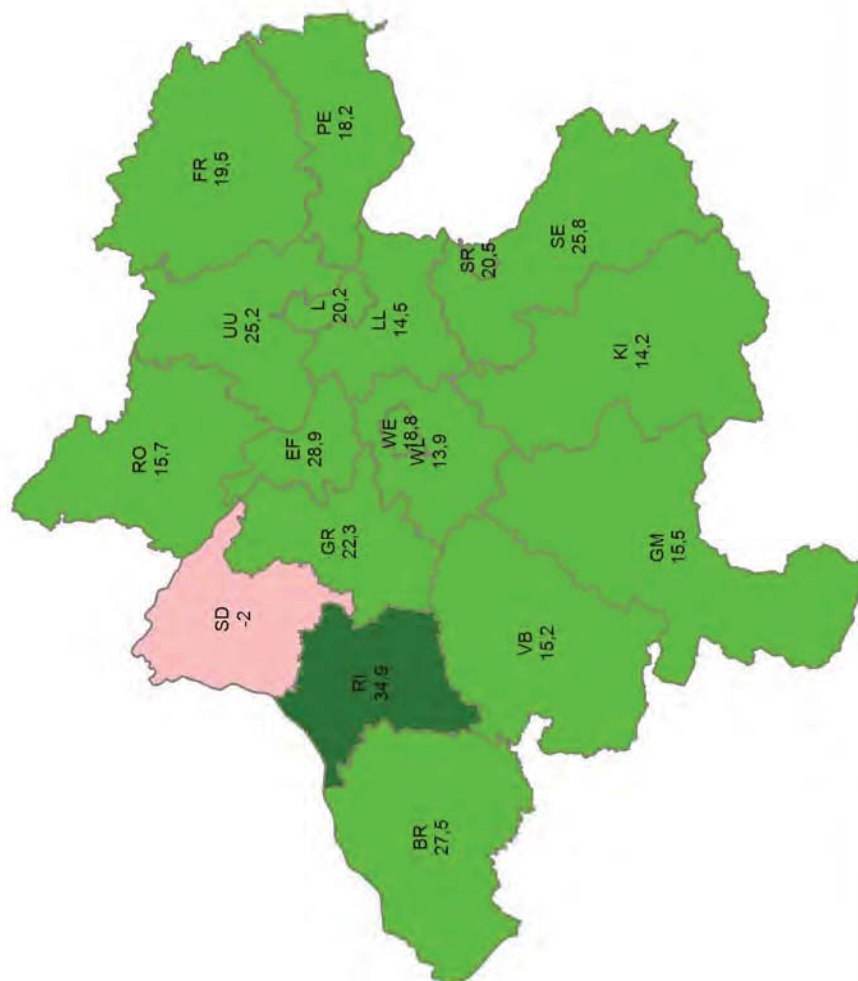 RO
15,7
FR
19,5
SD
-2
UU
25,2
EF
28,9
L
20,2
PE
18,2
GR
22,3
RI
34,9
LL
14,5
WE
18,8
WL
13,9
BR
27,5
SR
20,5
VB
15,2
SE
25,8
KI
14,2
GM
15,5